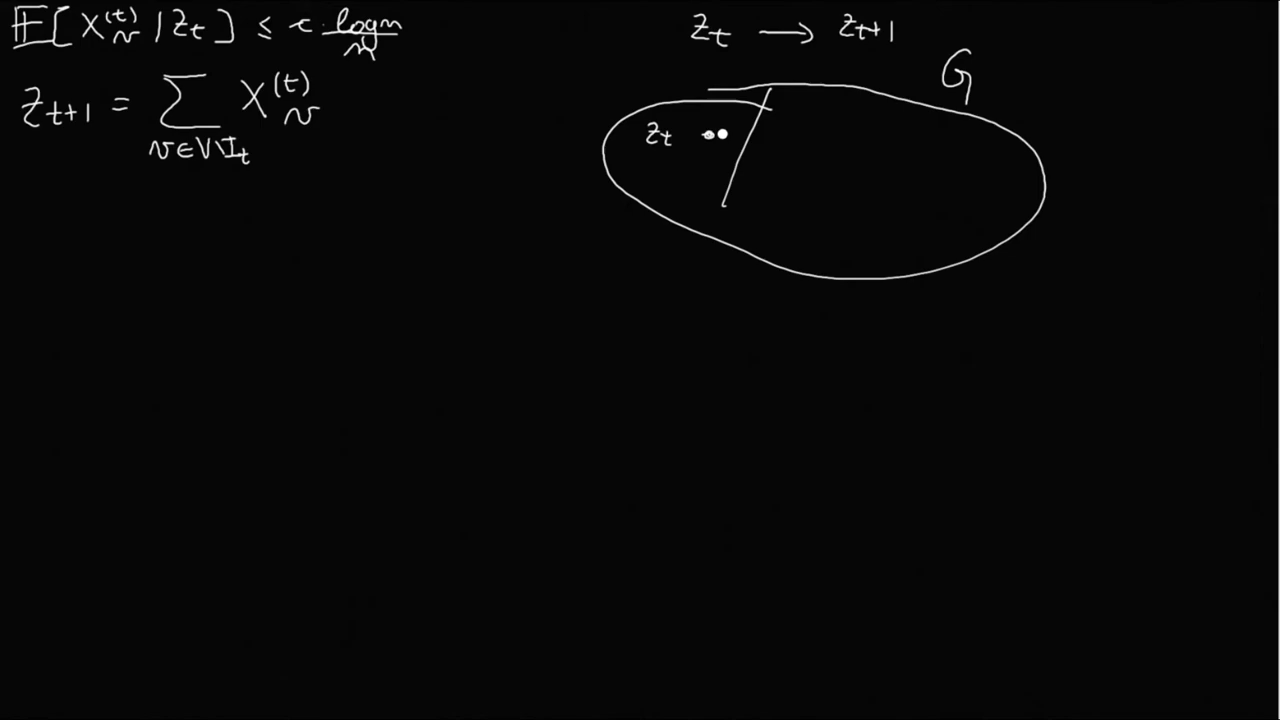 𝔼[ X_v^{(t)} | Z_t ] ≤ c · log n / n
Z_{t+1} = ∑_{v∈V\I_t} X_v^{(t)}
Z_t → Z_{t+1}
G
Z_t